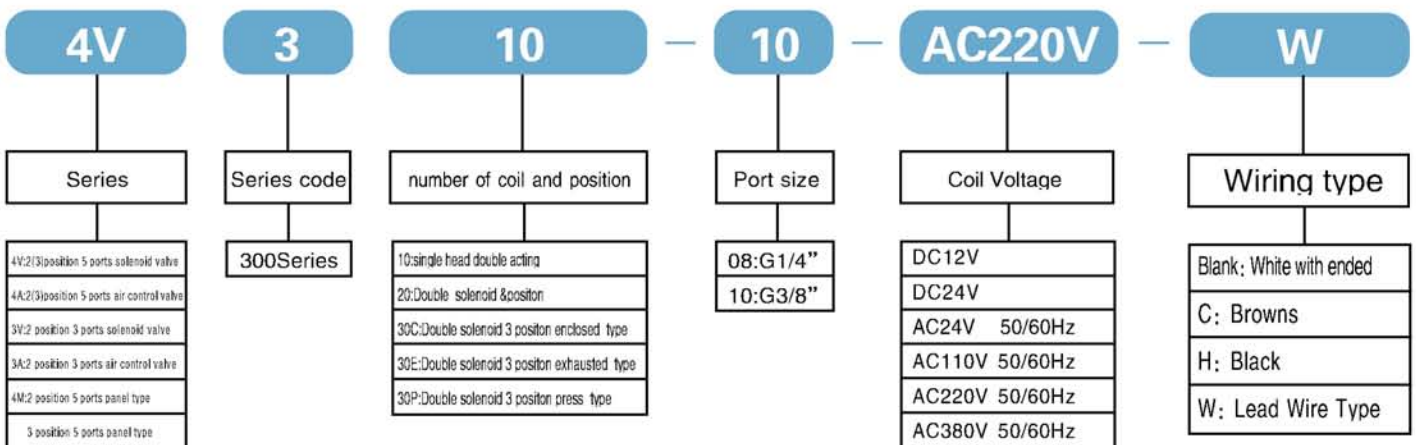 4V 3 10 — 10 — AC220V — W
Series
Series code
number of coil and position
Port size
Coil Voltage
Wiring type
4V:2(3)position 5 ports solenoid valve
4A:2(3)position 5 ports air control valve
3V:2 position 3 ports solenoid valve
3A:2 position 3 ports air control valve
4M:2 position 5 ports panel type
3 position 5 ports panel type
300Series
10:single head double acting
20:Double solenoid &positon
30C:Double solenoid 3 positon enclosed type
30E:Double solenoid 3 positon exhausted type
30P:Double solenoid 3 positon press type
08:G1/4”
10:G3/8”
DC12V
DC24V
AC24V 50/60Hz
AC110V 50/60Hz
AC220V 50/60Hz
AC380V 50/60Hz
Blank: White with ended
C: Browns
H: Black
W: Lead Wire Type